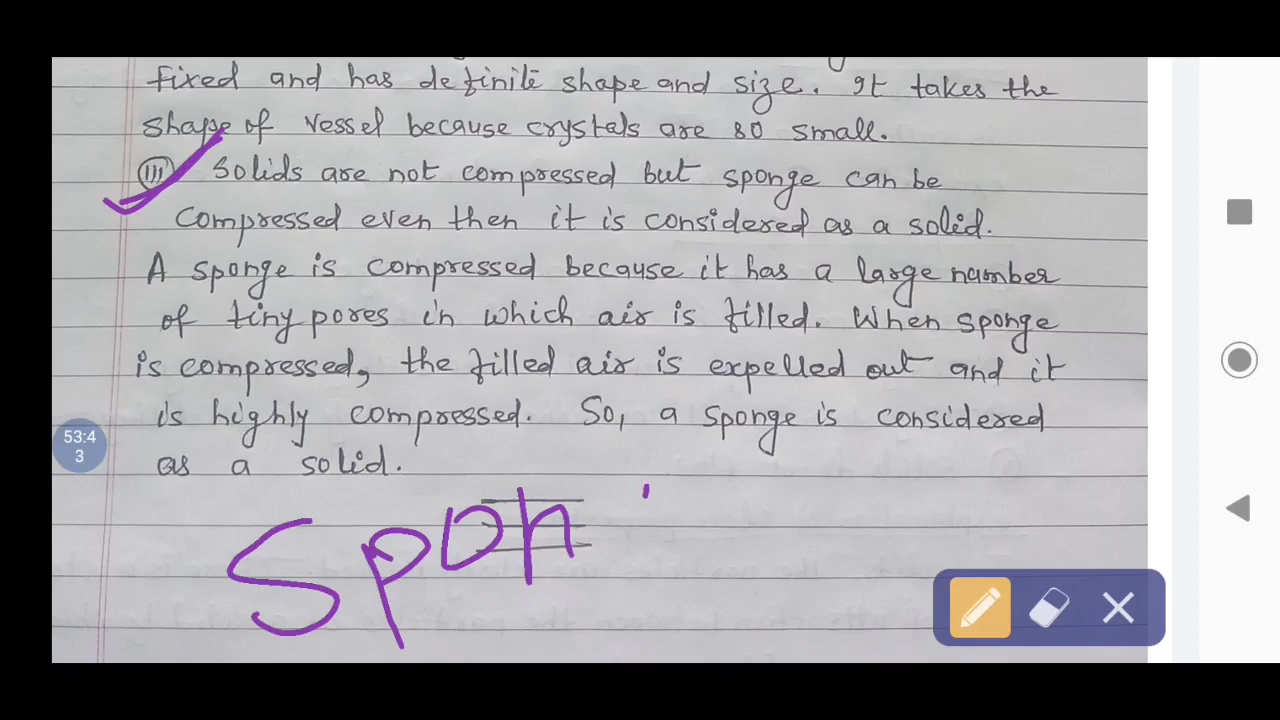 fixed and has definite shape and size. It takes the
shape of vessel because crystals are so small.
(III) Solids are not compressed but sponge can be
compressed even then it is considered as a solid.
A sponge is compressed because it has a large number
of tiny pores in which air is filled. When sponge
is compressed, the filled air is expelled out and it
is highly compressed. So, a sponge is considered
as a solid.
53:4
3
Spon